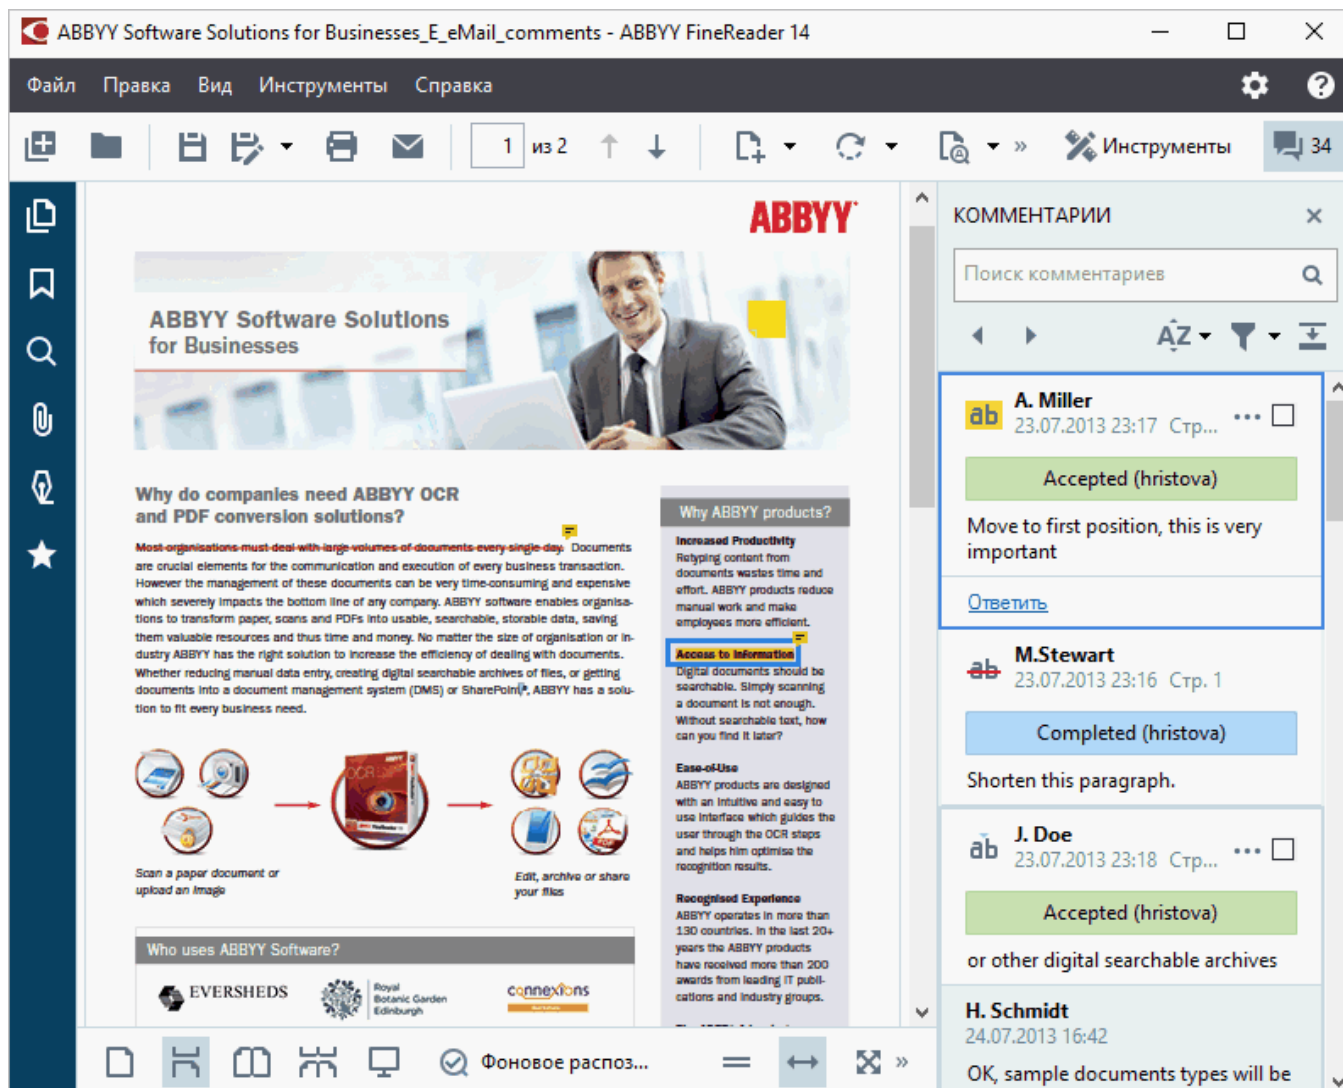 ABBYY Software Solutions for Businesses_E_eMail_comments - ABBYY FineReader 14
Файл Правка Вид Инструменты Справка
1 из 2 Инструменты 34
ABBYY
ABBYY Software Solutions
for Businesses
Why do companies need ABBYY OCR
and PDF conversion solutions?
Most organisations must deal with large volumes of documents every single day. Documents
are crucial elements for the communication and execution of every business transaction.
However the management of these documents can be very time-consuming and expensive
which severely impacts the bottom line of any company. ABBYY software enables organisa-
tions to transform paper, scans and PDFs into usable, searchable, storable data, saving
them valuable resources and thus time and money. No matter the size of organisation or in-
dustry ABBYY has the right solution to increase the efficiency of dealing with documents.
Whether reducing manual data entry, creating digital searchable archives of files, or getting
documents into a document management system (DMS) or SharePoint, ABBYY has a solu-
tion to fit every business need.
Scan a paper document or
upload an image
Edit, archive or share
your files
Who uses ABBYY Software?
EVERSHEDS
Royal
Botanic Garden
Edinburgh
connexions
Why ABBYY products?
Increased Productivity
Retyping content from
documents wastes time and
effort. ABBYY products reduce
manual work and make
employees more efficient.
Access to Information
Digital documents should be
searchable. Simply scanning
a document is not enough.
Without searchable text, how
can you find it later?
Ease-of-Use
ABBYY products are designed
with an intuitive and easy to
use interface which guides the
user through the OCR steps
and helps him optimise the
recognition results.
Recognised Experience
ABBYY operates in more than
130 countries. In the last 20+
years the ABBYY products
have received more than 200
awards from leading IT publi-
cations and industry groups.
КОММЕНТАРИИ
Поиск комментариев
AZ
ab A. Miller
23.07.2013 23:17 Стр...
Accepted (hristova)
Move to first position, this is very
important
Ответить
ab M.Stewart
23.07.2013 23:16 Стр. 1
Completed (hristova)
Shorten this paragraph.
ab J. Doe
23.07.2013 23:18 Стр...
Accepted (hristova)
or other digital searchable archives
H. Schmidt
24.07.2013 16:42
OK, sample documents types will be
Фоновое распоз...